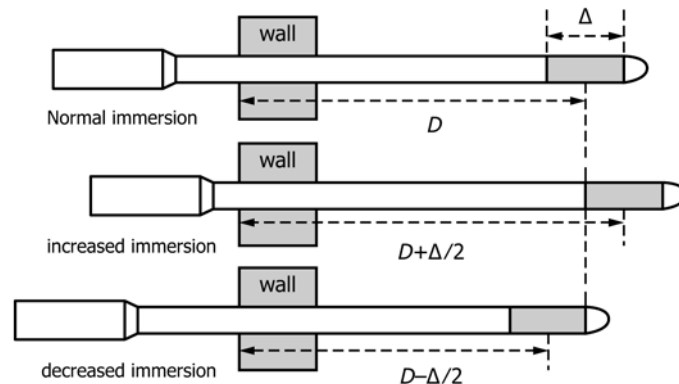 Δ
wall
Normal immersion
D
wall
increased immersion
D+Δ/2
wall
decreased immersion
D–Δ/2